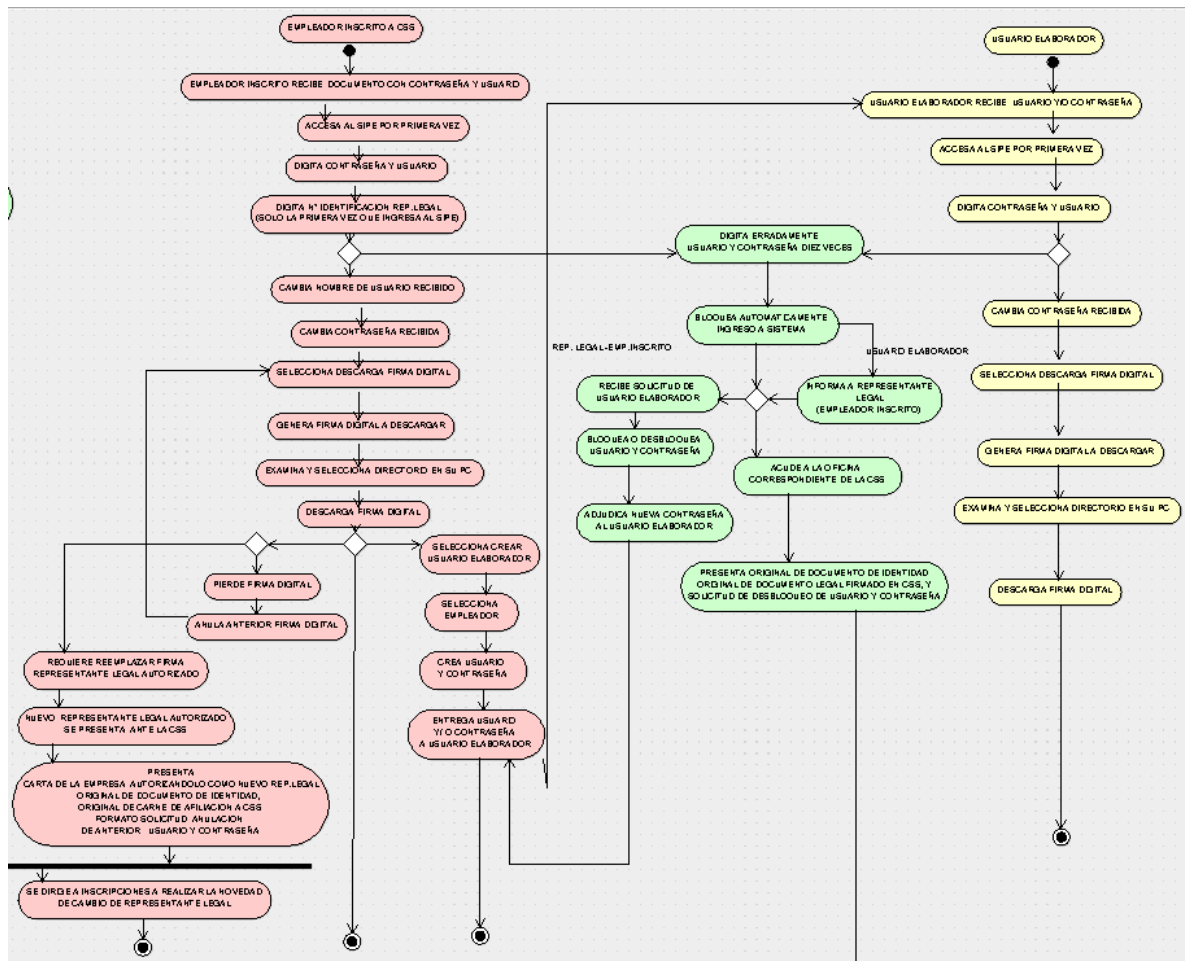 EMPLEADOR INSCRITO A CSS
EMPLEADOR INSCRITO RECIBE DOCUMENTO CON CONTRASEÑA Y USUARIO
ACCESA AL SIPE POR PRIMERA VEZ
DIGITA CONTRASEÑA Y USUARIO
DIGITA Nº IDENTIFICACION REP.LEGAL
(SOLO LA PRIMERA VEZ QUE INGRESA AL SIPE)
CAMBIA NOMBRE DE USUARIO RECIBIDO
CAMBIA CONTRASEÑA RECIBIDA
SELECCIONA DESCARGA FIRMA DIGITAL
GENERA FIRMA DIGITAL A DESCARGAR
EXAMINA Y SELECCIONA DIRECTORIO EN SU PC
DESCARGA FIRMA DIGITAL
PIERDE FIRMA DIGITAL
ANULA ANTERIOR FIRMA DIGITAL
REQUIERE REEMPLAZAR FIRMA
REPRESENTANTE LEGAL AUTORIZADO
NUEVO REPRESENTANTE LEGAL AUTORIZADO
SE PRESENTA ANTE LA CSS
PRESENTA
CARTA DE LA EMPRESA AUTORIZANDOLO COMO NUEVO REP.LEGAL
ORIGINAL DE DOCUMENTO DE IDENTIDAD,
ORIGINAL DE CARNE DE AFILIACION A CSS
FORMATO SOLICITUD ANULACION
DE ANTERIOR USUARIO Y CONTRASEÑA
SE DIRIGE A INSCRIPCIONES A REALIZAR LA NOVEDAD
DE CAMBIO DE REPRESENTANTE LEGAL
SELECCIONA CREAR
USUARIO ELABORADOR
SELECCIONA
EMPLEADOR
CREA USUARIO
Y CONTRASEÑA
ENTREGA USUARIO
Y/O CONTRASEÑA
A USUARIO ELABORADOR
DIGITA ERRADAMENTE
USUARIO Y CONTRASEÑA DIEZ VECES
BLOQUEA AUTOMATICAMENTE
INGRESO A SISTEMA
REP. LEGAL-EMP.INSCRITO
USUARIO ELABORADOR
RECIBE SOLICITUD DE
USUARIO ELABORADOR
INFORMA A REPRESENTANTE
LEGAL
(EMPLEADOR INSCRITO)
BLOQUEA O DESBLOQUEA
USUARIO Y CONTRASEÑA
ACUDE A LA OFICINA
CORRESPONDIENTE DE LA CSS
ADJUDICA NUEVA CONTRASEÑA
AL USUARIO ELABORADOR
PRESENTA ORIGINAL DE DOCUMENTO DE IDENTIDAD
ORIGINAL DE DOCUMENTO LEGAL FIRMADO EN CSS, Y
SOLICITUD DE DESBLOQUEO DE USUARIO Y CONTRASEÑA
USUARIO ELABORADOR
USUARIO ELABORADOR RECIBE USUARIO Y/O CONTRASEÑA
ACCESA AL SIPE POR PRIMERA VEZ
DIGITA CONTRASEÑA Y USUARIO
CAMBIA CONTRASEÑA RECIBIDA
SELECCIONA DESCARGA FIRMA DIGITAL
GENERA FIRMA DIGITAL A DESCARGAR
EXAMINA Y SELECCIONA DIRECTORIO EN SU PC
DESCARGA FIRMA DIGITAL